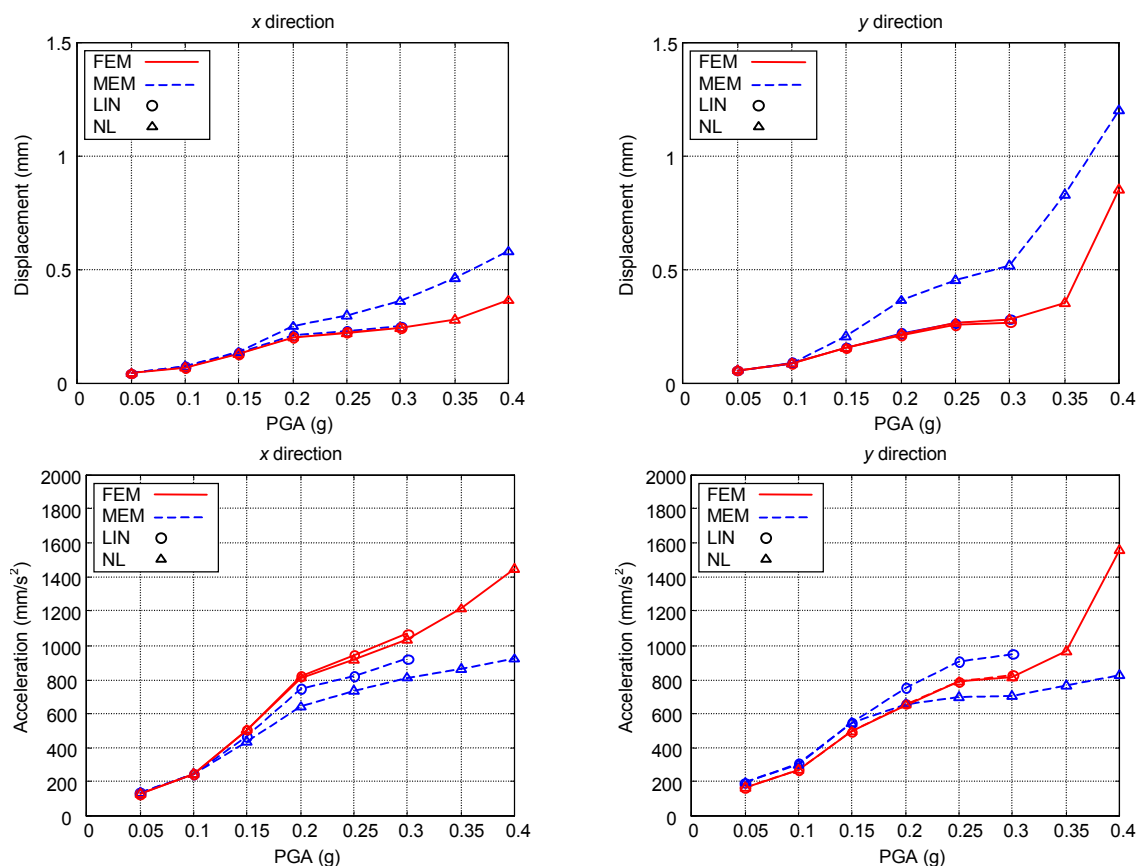 x direction
1.5
FEM
MEM
LIN
NL
1
0.5
0
Displacement (mm)
0 0.05 0.1 0.15 0.2 0.25 0.3 0.35 0.4
PGA (g)
y direction
1.5
FEM
MEM
LIN
NL
1
0.5
0
Displacement (mm)
0 0.05 0.1 0.15 0.2 0.25 0.3 0.35 0.4
PGA (g)
x direction
2000
FEM
1800
MEM
1600
LIN
NL
1400
1200
1000
800
600
400
200
0
Acceleration (mm/s²)
0 0.05 0.1 0.15 0.2 0.25 0.3 0.35 0.4
PGA (g)
y direction
2000
FEM
1800
MEM
1600
LIN
NL
1400
1200
1000
800
600
400
200
0
Acceleration (mm/s²)
0 0.05 0.1 0.15 0.2 0.25 0.3 0.35 0.4
PGA (g)